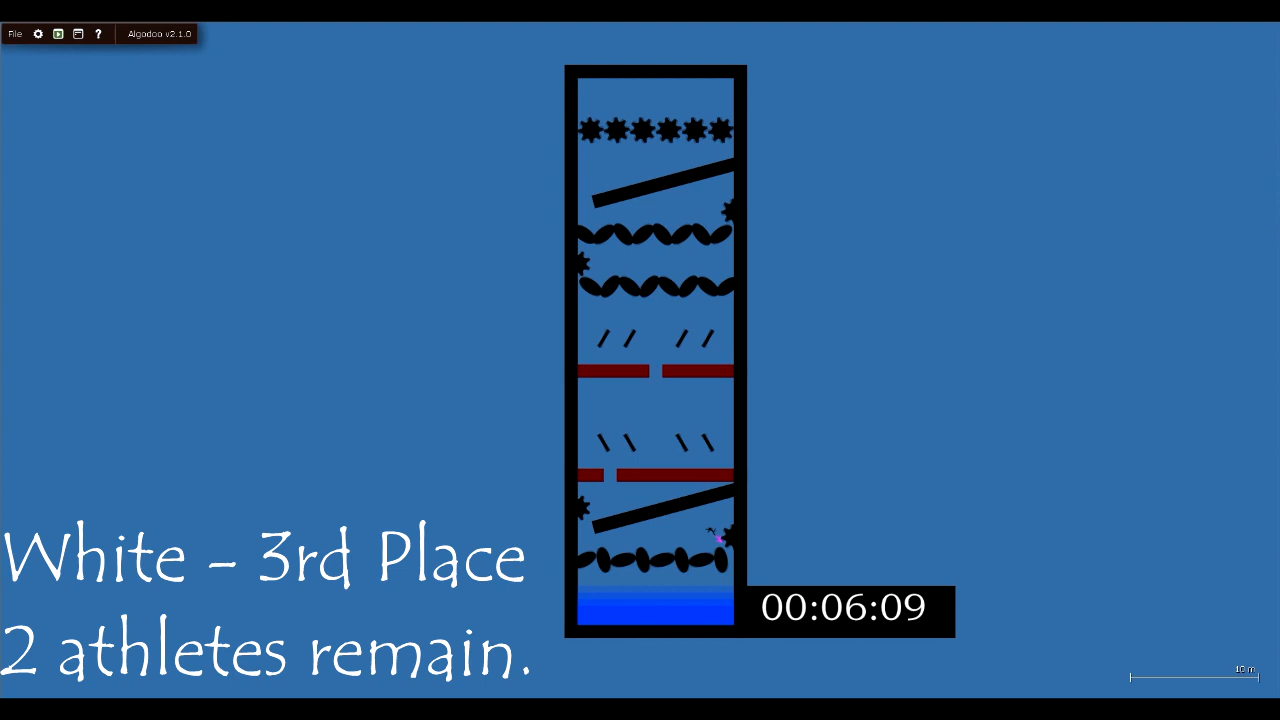 File ? Algodoo v2.1.0
White - 3rd Place
2 athletes remain.
00:06:09
10 m